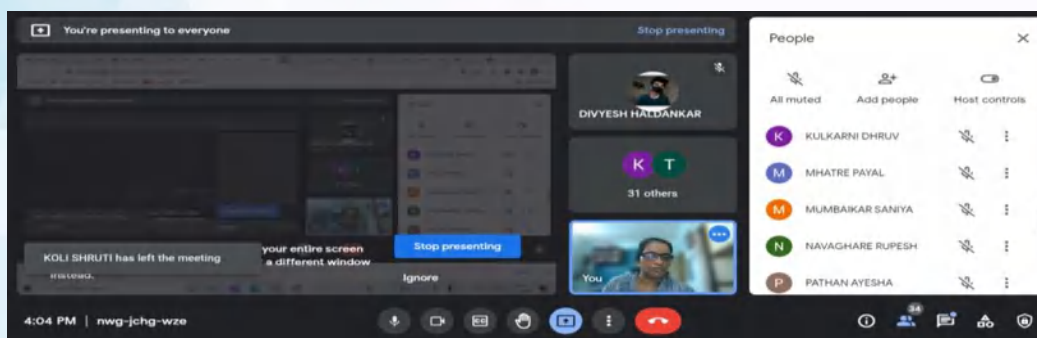 You're presenting to everyone
Stop presenting
People
All muted
Add people
Host controls
DIVYESH HALDANKAR
K T
31 others
K KULKARNI DHRUV
M MHATRE PAYAL
M MUMBAIKAR SANIYA
N NAVAGHARE RUPESH
P PATHAN AYESHA
KOLI SHRUTI has left the meeting
your entire screen
a different window
instead.
Stop presenting
Ignore
You
4:04 PM | nwg-jchg-wze
CC
34